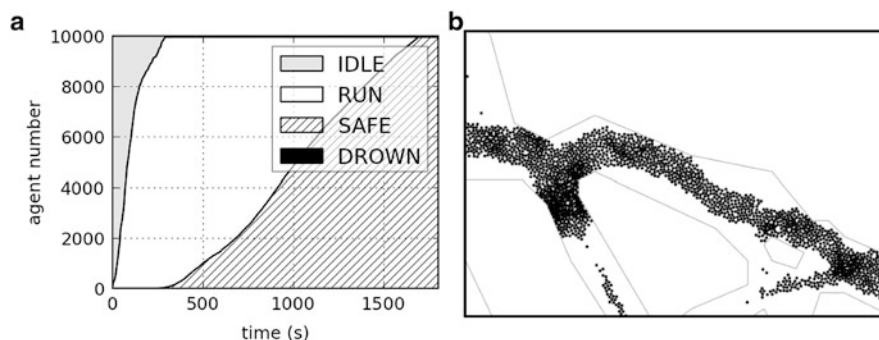 a
10000
8000
6000
4000
2000
0
agent number
0 500 1000 1500
time (s)
IDLE
RUN
SAFE
DROWN
b